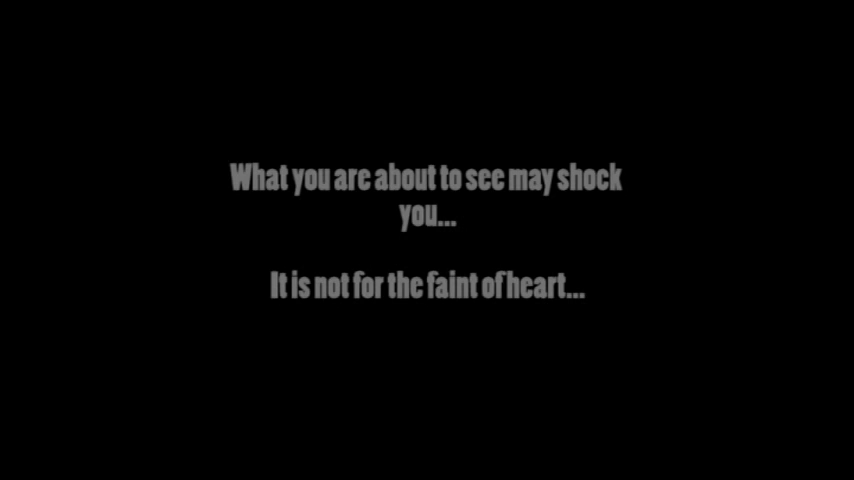 What you are about to see may shock
you...
It is not for the faint of heart...